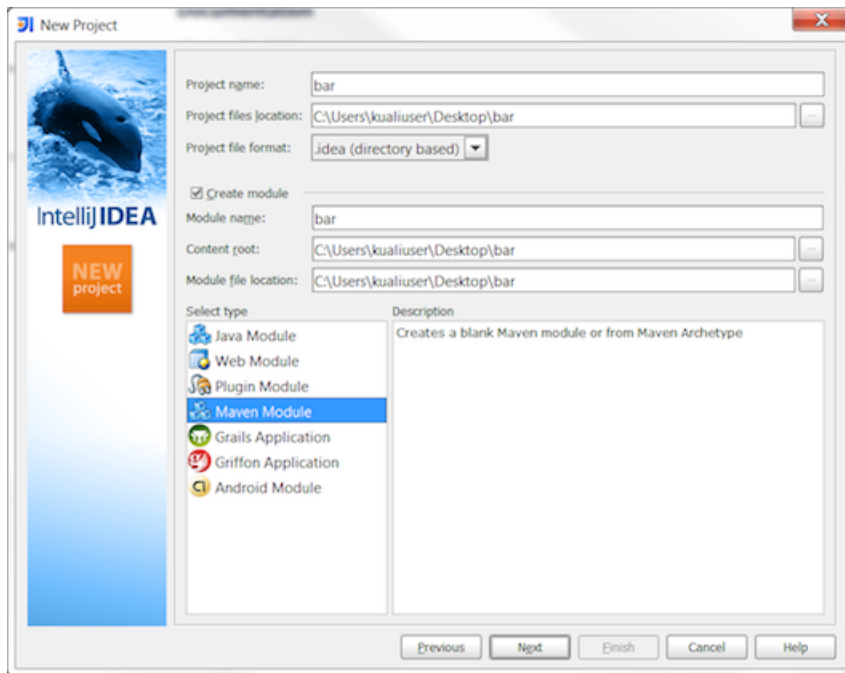 Documentation
New Project
Project name: bar
Project files location: C:\Users\kualiuser\Desktop\bar ...
Project file format: .idea (directory based)
Create module
IntelliJIDEA
Module name: bar
Content root: C:\Users\kualiuser\Desktop\bar ...
NEW
project
Module file location: C:\Users\kualiuser\Desktop\bar ...
Select type
Description
Java Module
Creates a blank Maven module or from Maven Archetype
Web Module
Plugin Module
Maven Module
Grails Application
Griffon Application
Android Module
Previous Next Finish Cancel Help